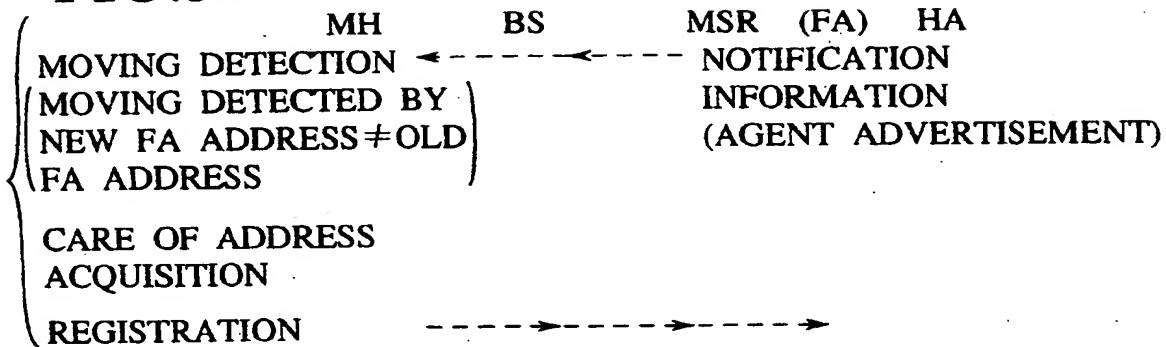 MH BS MSR (FA) HA
MOVING DETECTION NOTIFICATION
MOVING DETECTED BY INFORMATION
NEW FA ADDRESS≠OLD (AGENT ADVERTISEMENT)
FA ADDRESS
CARE OF ADDRESS
ACQUISITION
REGISTRATION